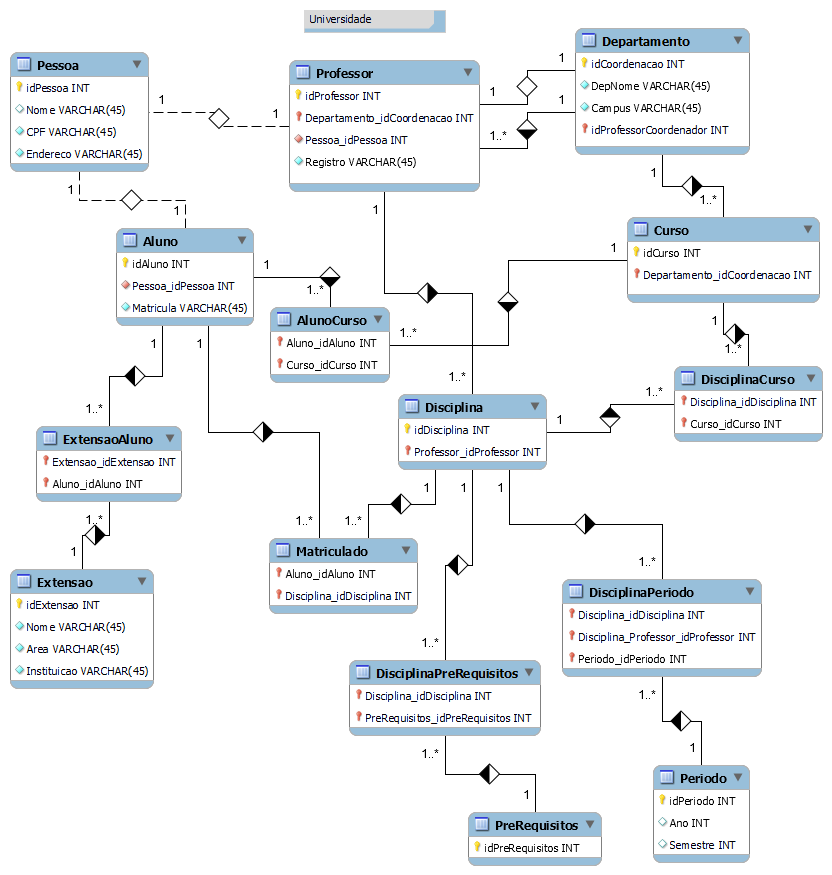 Universidade
Pessoa
idPessoa INT
Nome VARCHAR(45)
CPF VARCHAR(45)
Endereco VARCHAR(45)
Professor
idProfessor INT
Departamento_idCoordenacao INT
Pessoa_idPessoa INT
Registro VARCHAR(45)
Departamento
idCoordenacao INT
DepNome VARCHAR(45)
Campus VARCHAR(45)
idProfessorCoordenador INT
1
1
1
1
1..*
1
1
1
1
1..*
Aluno
idAluno INT
Pessoa_idPessoa INT
Matricula VARCHAR(45)
Curso
idCurso INT
Departamento_idCoordenacao INT
1
1..*
1
1..*
AlunoCurso
Aluno_idAluno INT
Curso_idCurso INT
1
1..*
1
1..*
DisciplinaCurso
Disciplina_idDisciplina INT
Curso_idCurso INT
Disciplina
idDisciplina INT
Professor_idProfessor INT
1
1..*
1
1..*
1
1..*
ExtensaoAluno
Extensao_idExtensao INT
Aluno_idAluno INT
1..*
1
Extensao
idExtensao INT
Nome VARCHAR(45)
Area VARCHAR(45)
Instituicao VARCHAR(45)
1
1..*
Matriculado
Aluno_idAluno INT
Disciplina_idDisciplina INT
1
1..*
1
1..*
DisciplinaPeriodo
Disciplina_idDisciplina INT
Disciplina_Professor_idProfessor INT
Periodo_idPeriodo INT
DisciplinaPreRequisitos
Disciplina_idDisciplina INT
PreRequisitos_idPreRequisitos INT
1..*
1
1..*
1
Periodo
idPeriodo INT
Ano INT
Semestre INT
PreRequisitos
idPreRequisitos INT